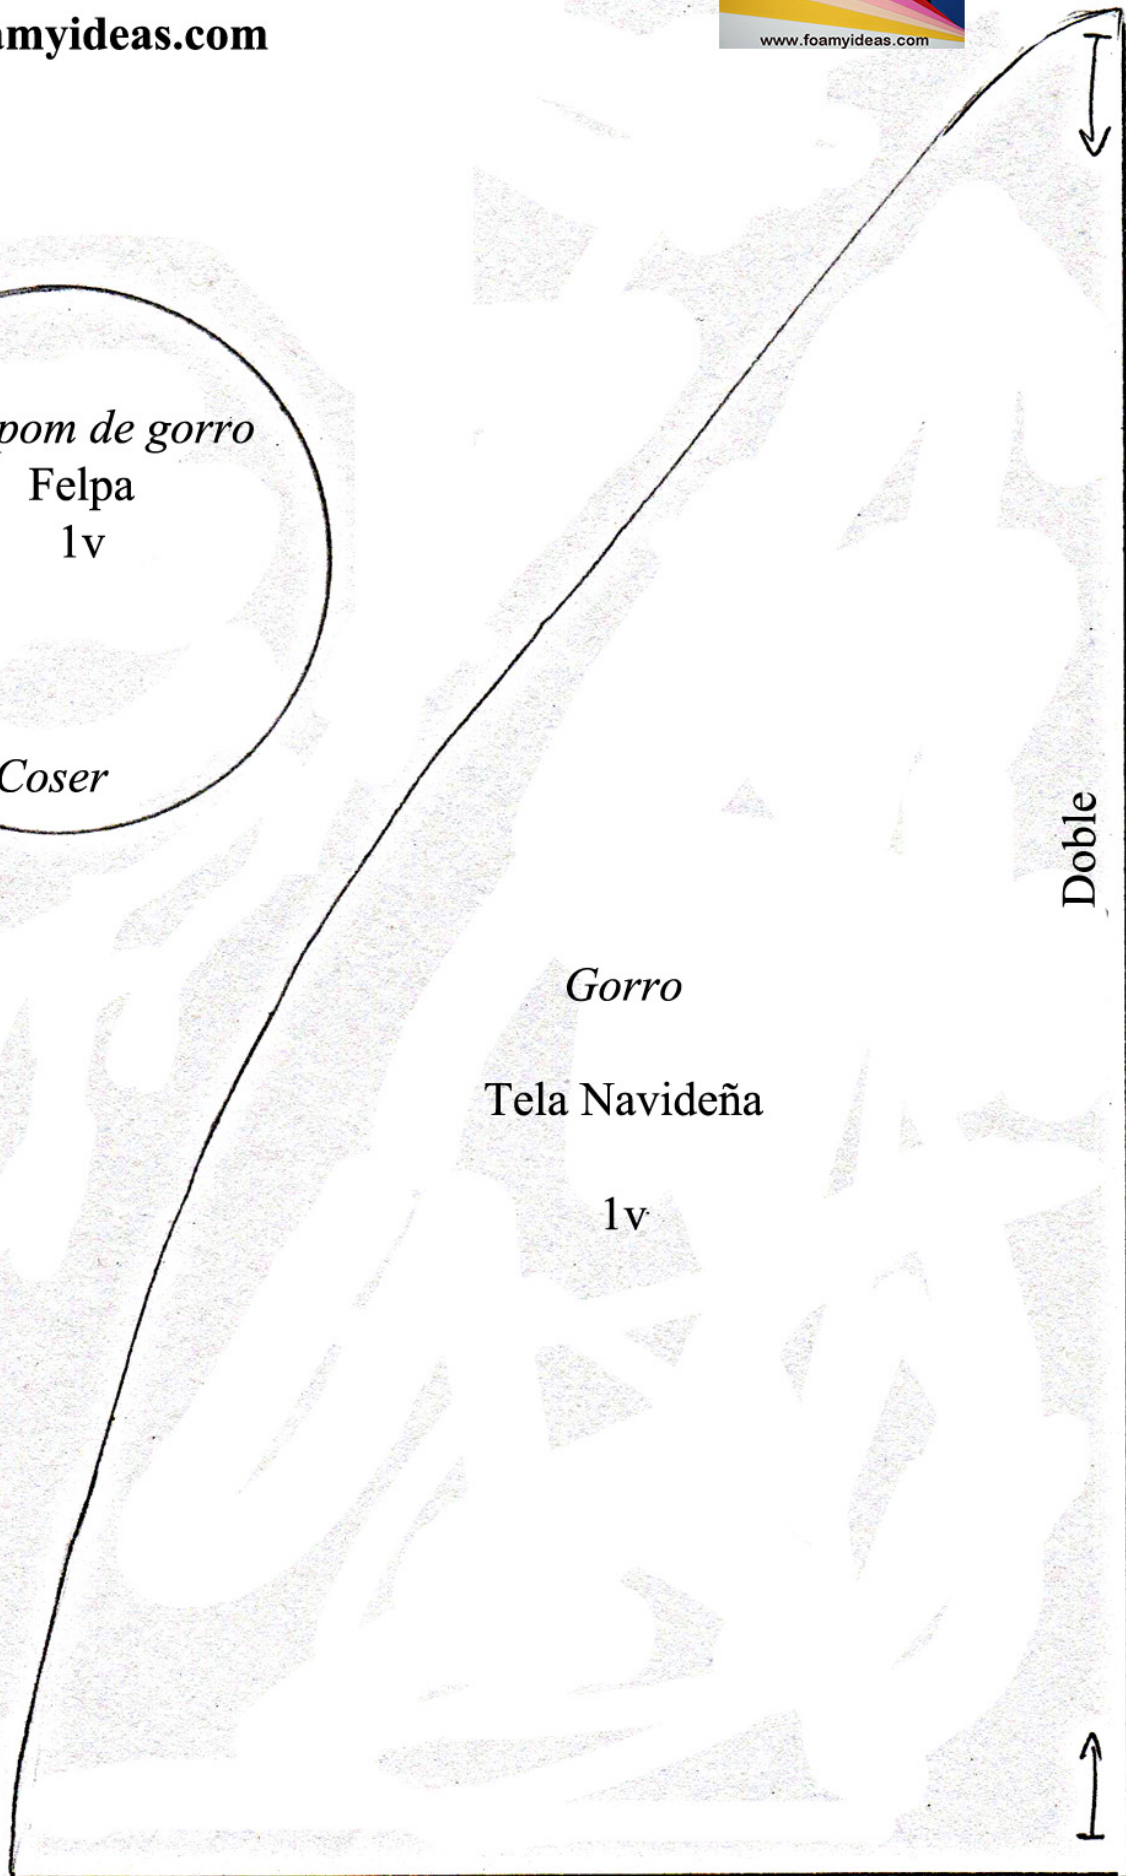 amyideas.com
www.foamyideas.com
pom de gorro
Felpa
1v
Coser
Doble
Gorro
Tela Navideña
1v